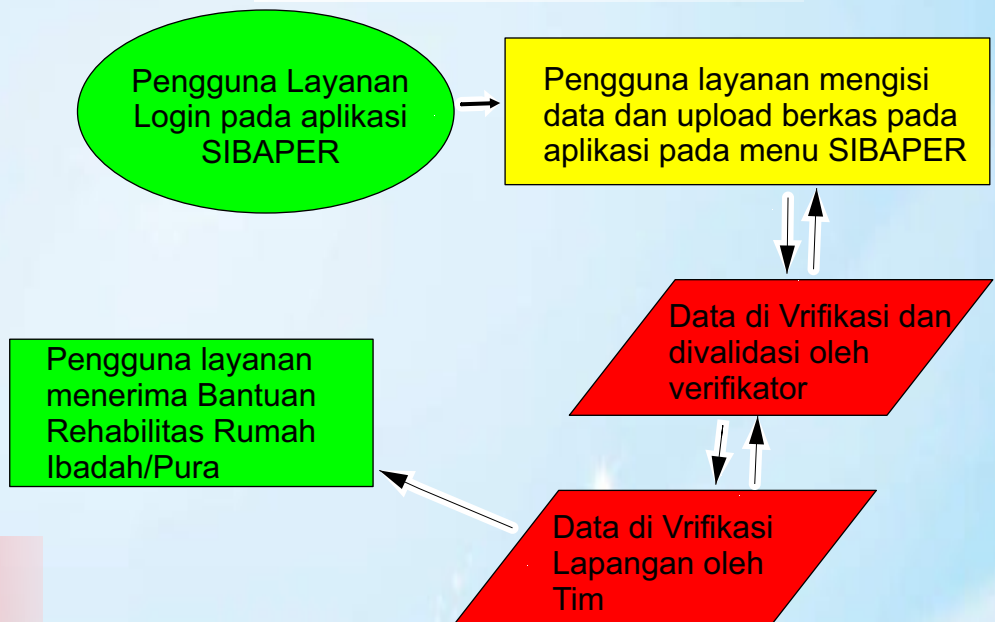 Pengguna Layanan
Login pada aplikasi
SIBAPER
Pengguna layanan mengisi
data dan upload berkas pada
aplikasi pada menu SIBAPER
Data di Vrifikasi dan
divalidasi oleh
verifikator
Data di Vrifikasi
Lapangan oleh
Tim
Pengguna layanan
menerima Bantuan
Rehabilitas Rumah
Ibadah/Pura